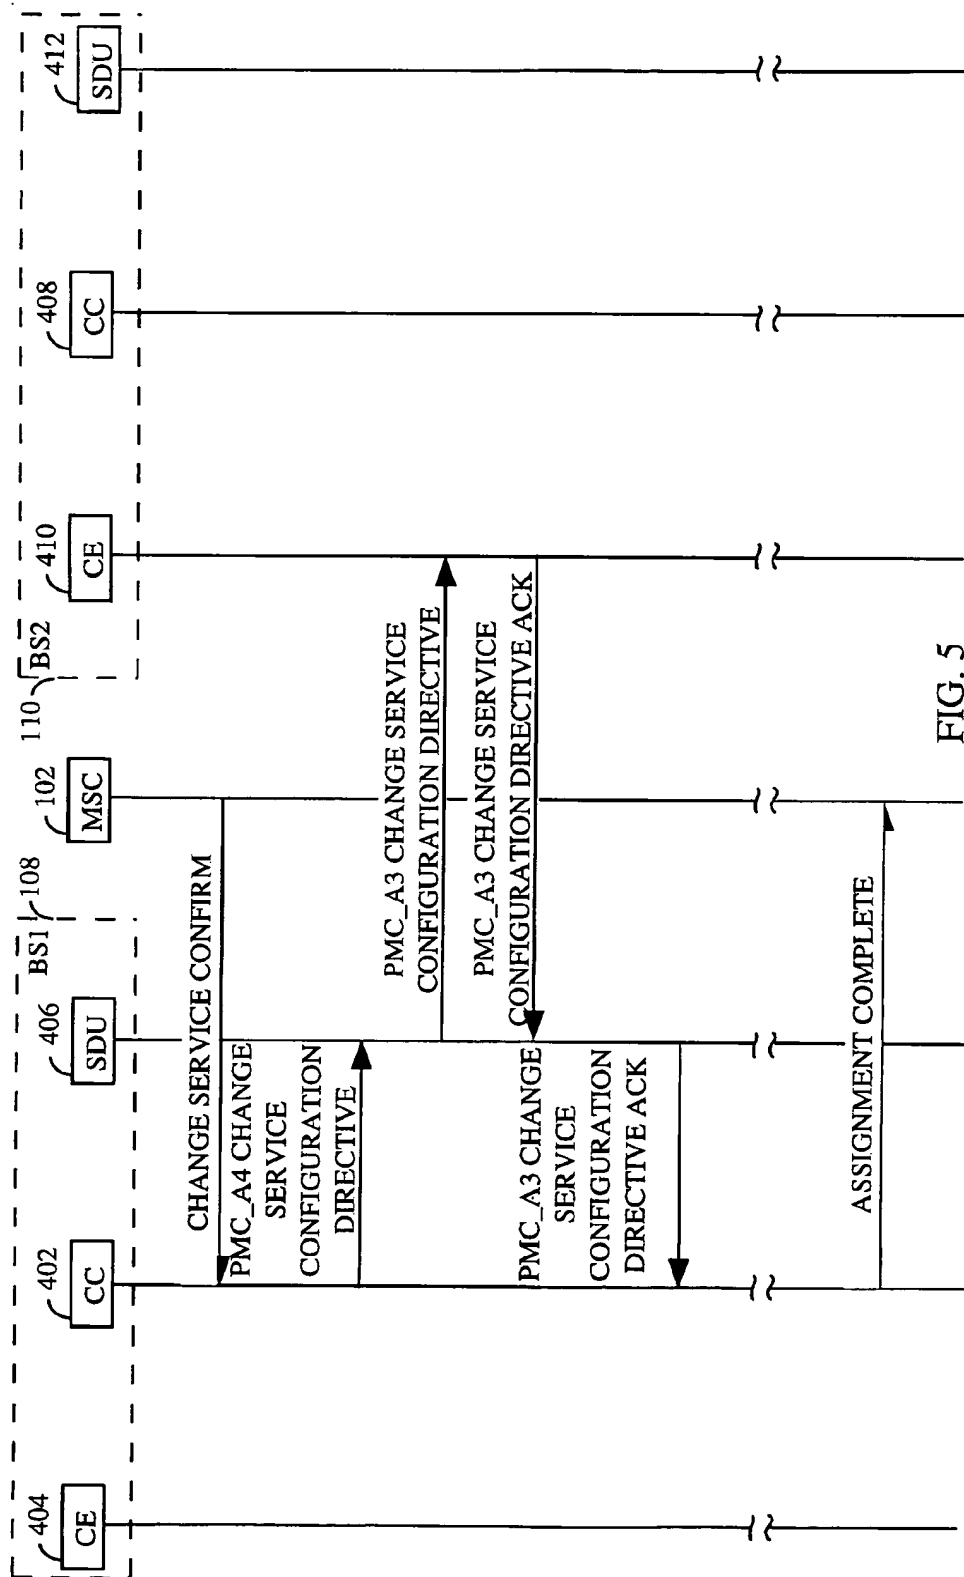 404
CE
402
CC
406
SDU
BS1
108
102
MSC
110
BS2
410
CE
408
CC
412
SDU
CHANGE SERVICE CONFIRM
PMC_A4 CHANGE
SERVICE
CONFIGURATION
DIRECTIVE
PMC_A3 CHANGE SERVICE
CONFIGURATION DIRECTIVE
PMC_A3 CHANGE SERVICE
CONFIGURATION DIRECTIVE ACK
PMC_A3 CHANGE
SERVICE
CONFIGURATION
DIRECTIVE ACK
ASSIGNMENT COMPLETE
FIG. 5